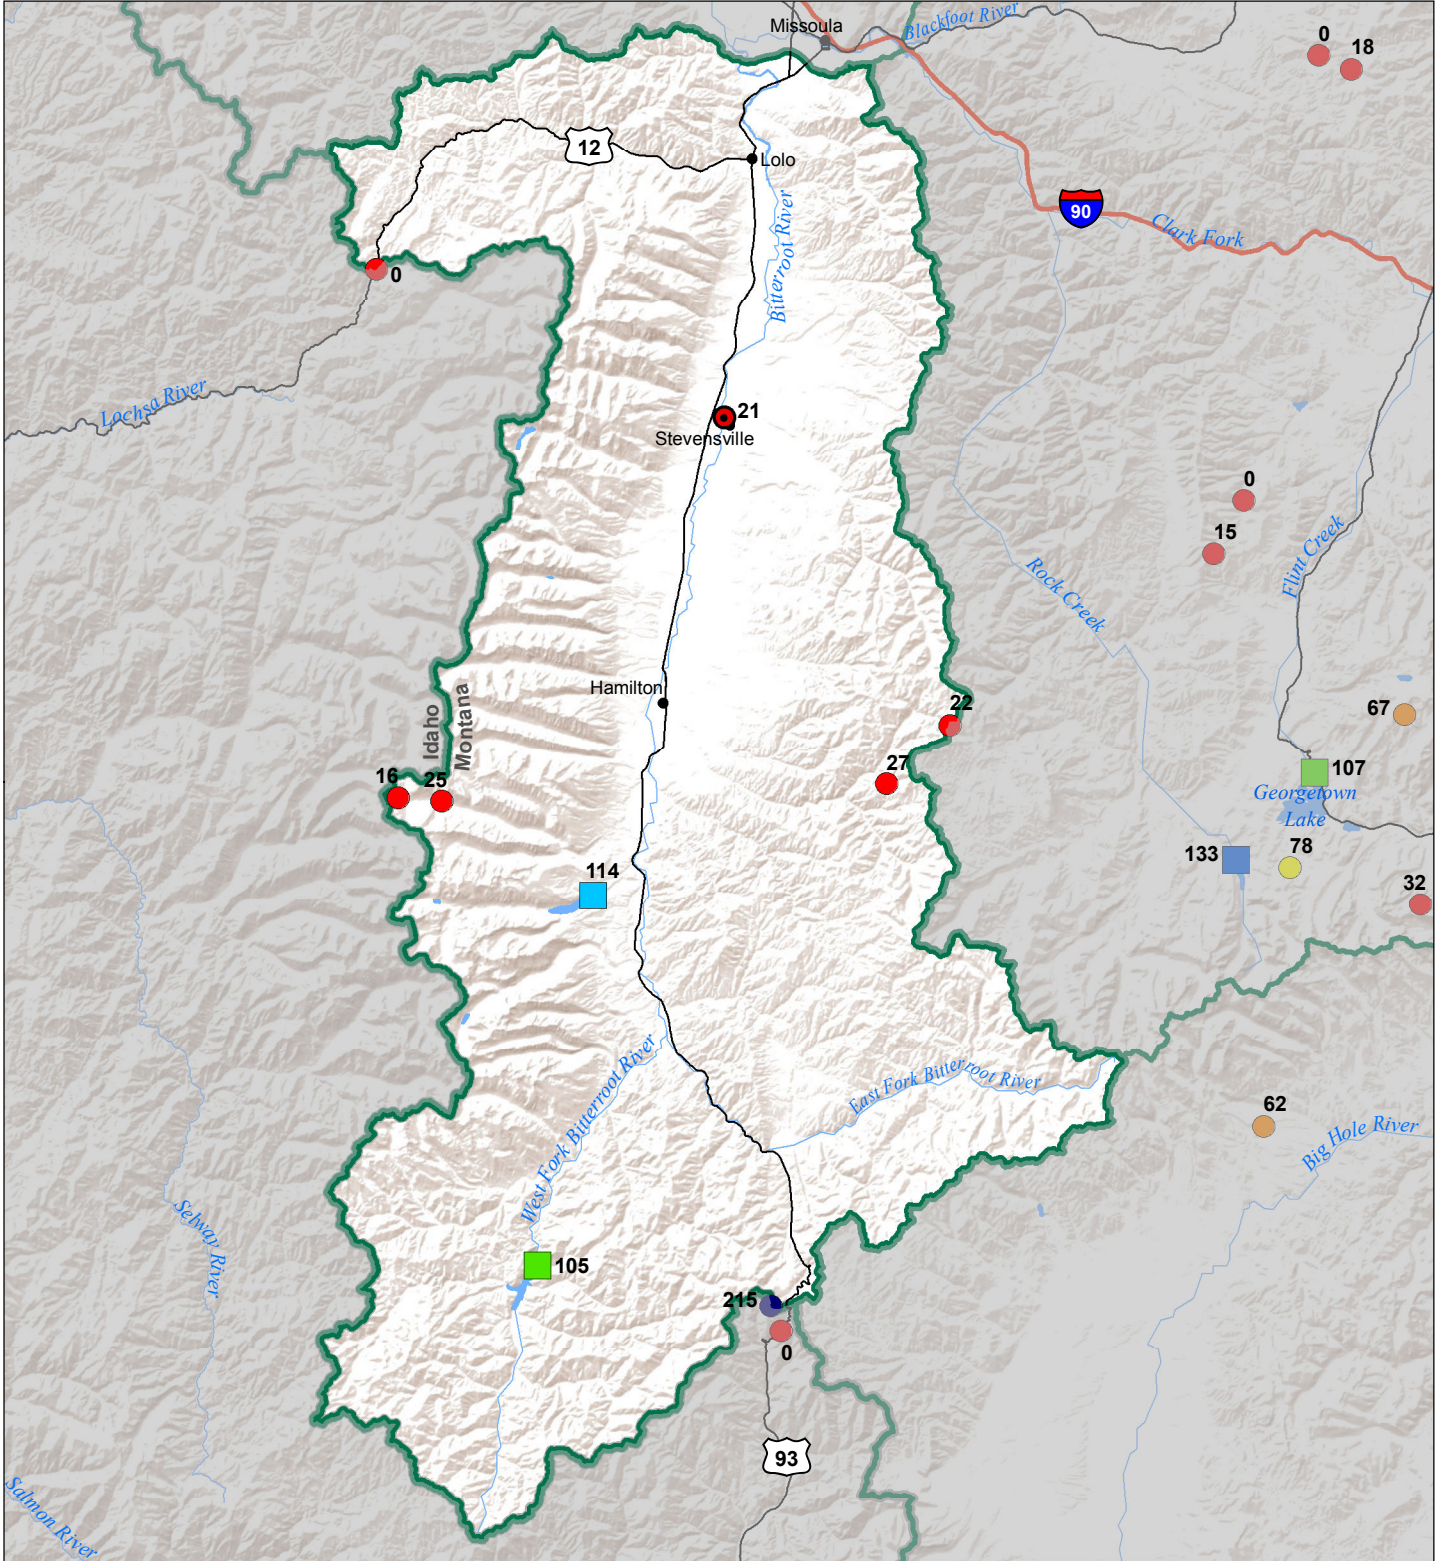 Missoula
Blackfoot River
0
18
12
Lolo
90
Clark Fork
Bitterroot River
0
Lochsa River
21
Stevensville
0
15
Flint Creek
Rock Creek
Hamilton
Idaho
Montana
22
67
27
16
25
107
Georgetown
Lake
133
78
114
32
West Fork Bitterroot River
East Fork Bitterroot River
62
Big Hole River
Selway River
105
215
0
93
Salmon River